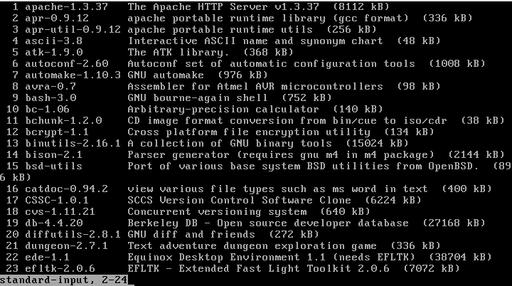 1 apache-1.3.37 The Apache HTTP Server v1.3.37 (8112 kB)
2 apr-0.9.12 apache portable runtime library (gcc format) (336 kB)
3 apr-util-0.9.12 apache portable runtime utils (256 kB)
4 ascii-3.8 Interactive ASCII name and synonym chart (48 kB)
5 atk-1.9.0 The ATK library. (368 kB)
6 autoconf-2.60 Autoconf set of automatic configuration tools (1008 kB)
7 automake-1.10.3 GNU automake (976 kB)
8 avra-0.7 Assembler for Atmel AVR microcontrollers (98 kB)
9 bash-3.0 GNU bourne-again shell (752 kB)
10 bc-1.06 Arbitrary-precision calculator (140 kB)
11 bchunk-1.2.0 CD image format conversion from bin/cue to iso/cdr (38 kB)
12 bcrypt-1.1 Cross platform file encryption utility (134 kB)
13 binutils-2.16.1 A collection of GNU binary tools (15024 kB)
14 bison-2.1 Parser generator (requires gnu m4 in m4 package) (2144 kB)
15 bsd-utils Port of various base system BSD utilities from OpenBSD. (89
6 kB)
16 catdoc-0.94.2 view various file types such as ms word in text (400 kB)
17 CSSC-1.0.1 SCCS Version Control Software Clone (6224 kB)
18 cvs-1.11.21 Concurrent versioning system (640 kB)
19 db-4.4.20 Berkeley DB - Open source developer database (27168 kB)
20 diffutils-2.8.1 GNU diff and friends (272 kB)
21 dungeon-2.7.1 Text adventure dungeon exploration game (336 kB)
22 ede-1.1 Equinox Desktop Environment 1.1 (needs EFLTK) (38704 kB)
23 efltk-2.0.6 EFLTK - Extended Fast Light Toolkit 2.0.6 (7072 kB)
standard-input, 2-24